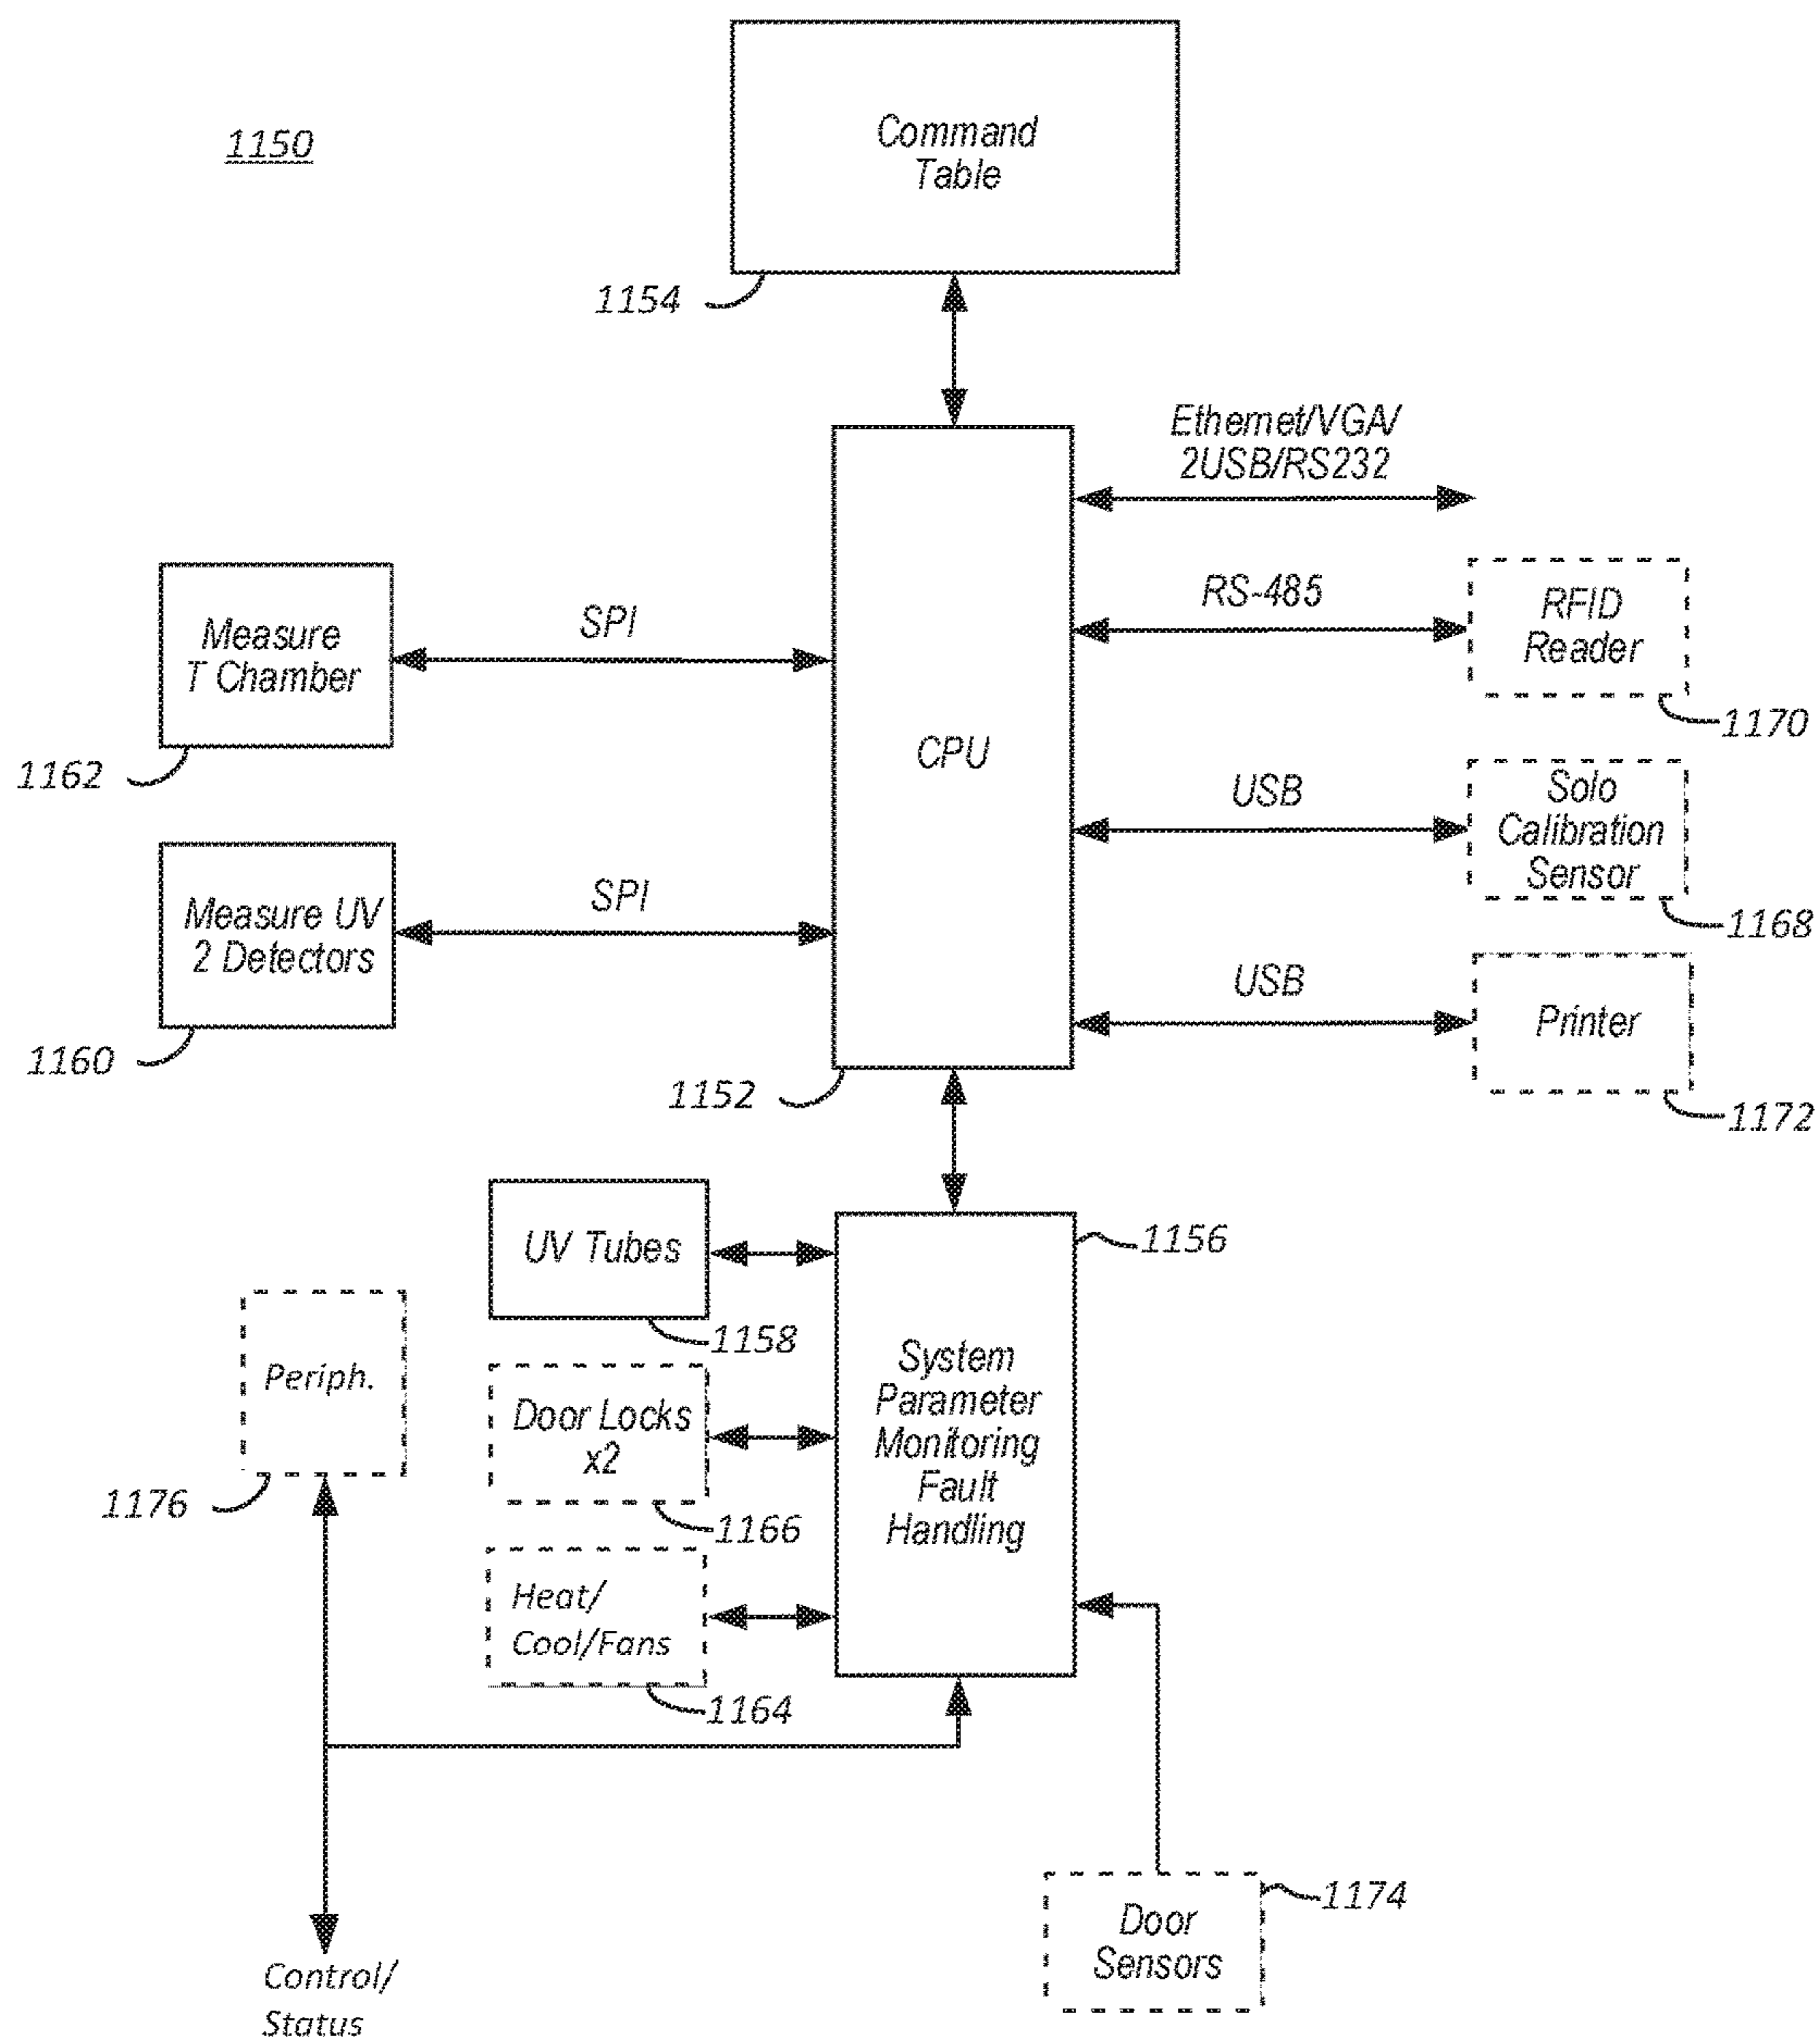 Command
Table
1150
1154
Ethernet/VGA/
2USB/RS232
RS-485
RFID
Reader
1170
SPI
Measure
T Chamber
1162
CPU
USB
Solo
Calibration
Sensor
1168
SPI
Measure UV
2 Detectors
1160
USB
Printer
1172
1152
UV Tubes
1158
1156
System
Parameter
Monitoring
Fault
Handling
Periph.
1176
Door Locks
x2
1166
Heat/
Cool/Fans
1164
1174
Door
Sensors
Control/
Status